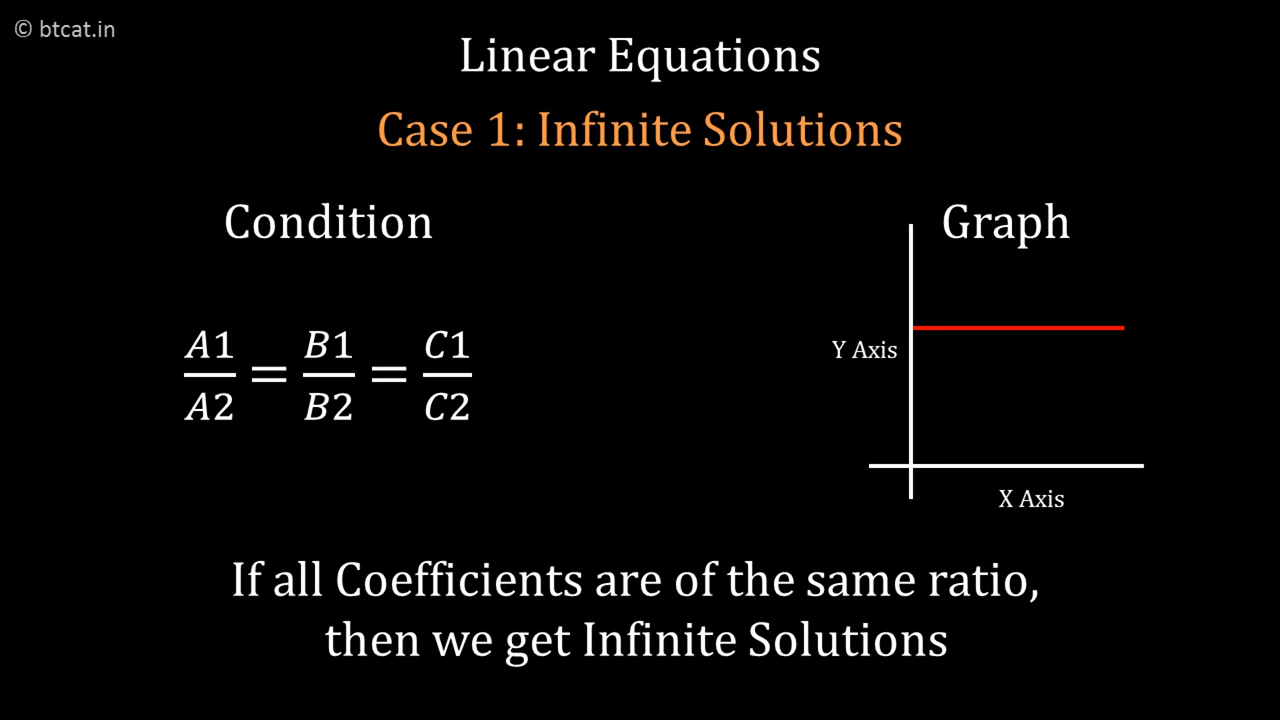 © btcat.in
Linear Equations
Case 1: Infinite Solutions
Condition
Graph
A1/A2 = B1/B2 = C1/C2
Y Axis
X Axis
If all Coefficients are of the same ratio,
then we get Infinite Solutions